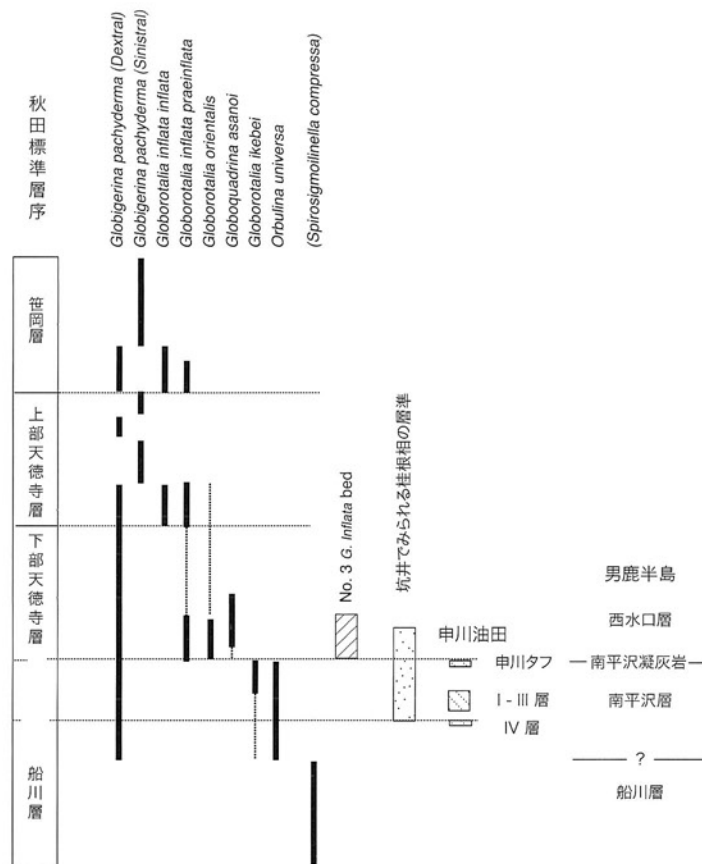 秋田標準層序
Globigerina pachyderma (Dextral)
Globigerina pachyderma (Sinistral)
Globorotalia inflata inflata
Globorotalia inflata praeinflata
Globorotalia orientalis
Globoquadrina asanoi
Globorotalia ikebei
Orbulina universa
(Spirosigmoilinella compressa)
笹岡層
上部天徳寺層
下部天徳寺層
船川層
No. 3 G. Inflata bed
坑井でみられる桂根相の層準
申川油田
申川タフ
I - III 層
IV 層
男鹿半島
西水口層
南平沢凝灰岩
南平沢層
?
船川層